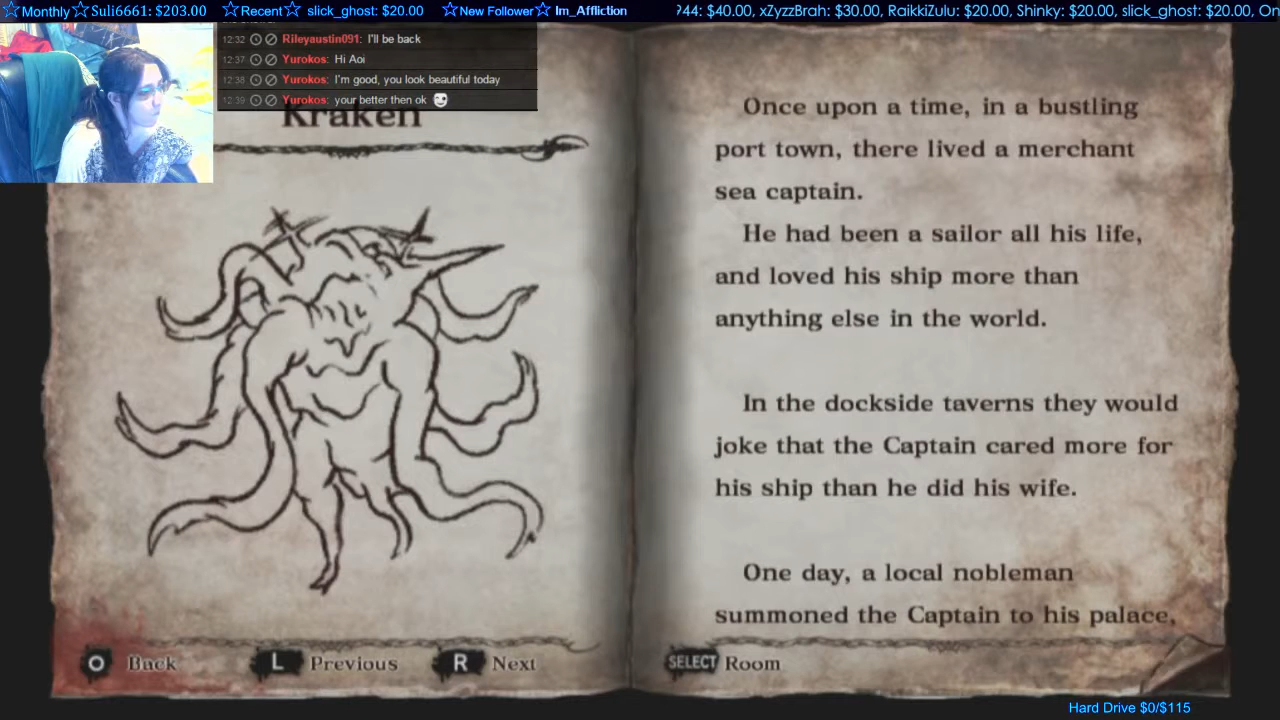 Monthly Suli6661: $203.00 Recent slick_ghost: $20.00 New Follower Im_Affliction 944: $40.00, xZyzzBrah: $30.00, RaikkiZulu: $20.00, Shinky: $20.00, slick_ghost: $20.00, On
12:32 Rileyaustin091: I'll be back
12:37 Yurokos: Hi Aoi
12:38 Yurokos: I'm good, you look beautiful today
12:39 Yurokos: your better then ok
Kraken
Once upon a time, in a bustling
port town, there lived a merchant
sea captain.
He had been a sailor all his life,
and loved his ship more than
anything else in the world.
In the dockside taverns they would
joke that the Captain cared more for
his ship than he did his wife.
One day, a local nobleman
summoned the Captain to his palace,
O Back L Previous R Next SELECT Room
Hard Drive $0/$115